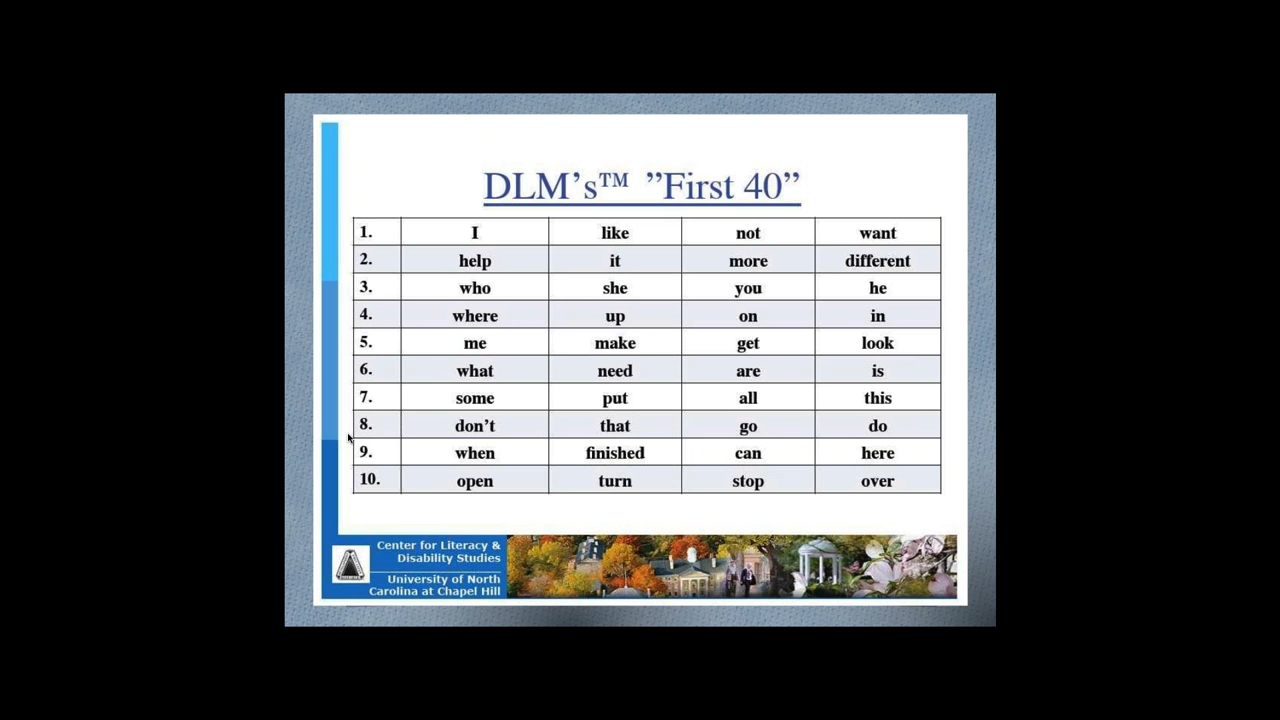 DLM's™ "First 40"
1. I like not want
2. help it more different
3. who she you he
4. where up on in
5. me make get look
6. what need are is
7. some put all this
8. don't that go do
9. when finished can here
10. open turn stop over
Center for Literacy &
Disability Studies
University of North
Carolina at Chapel Hill